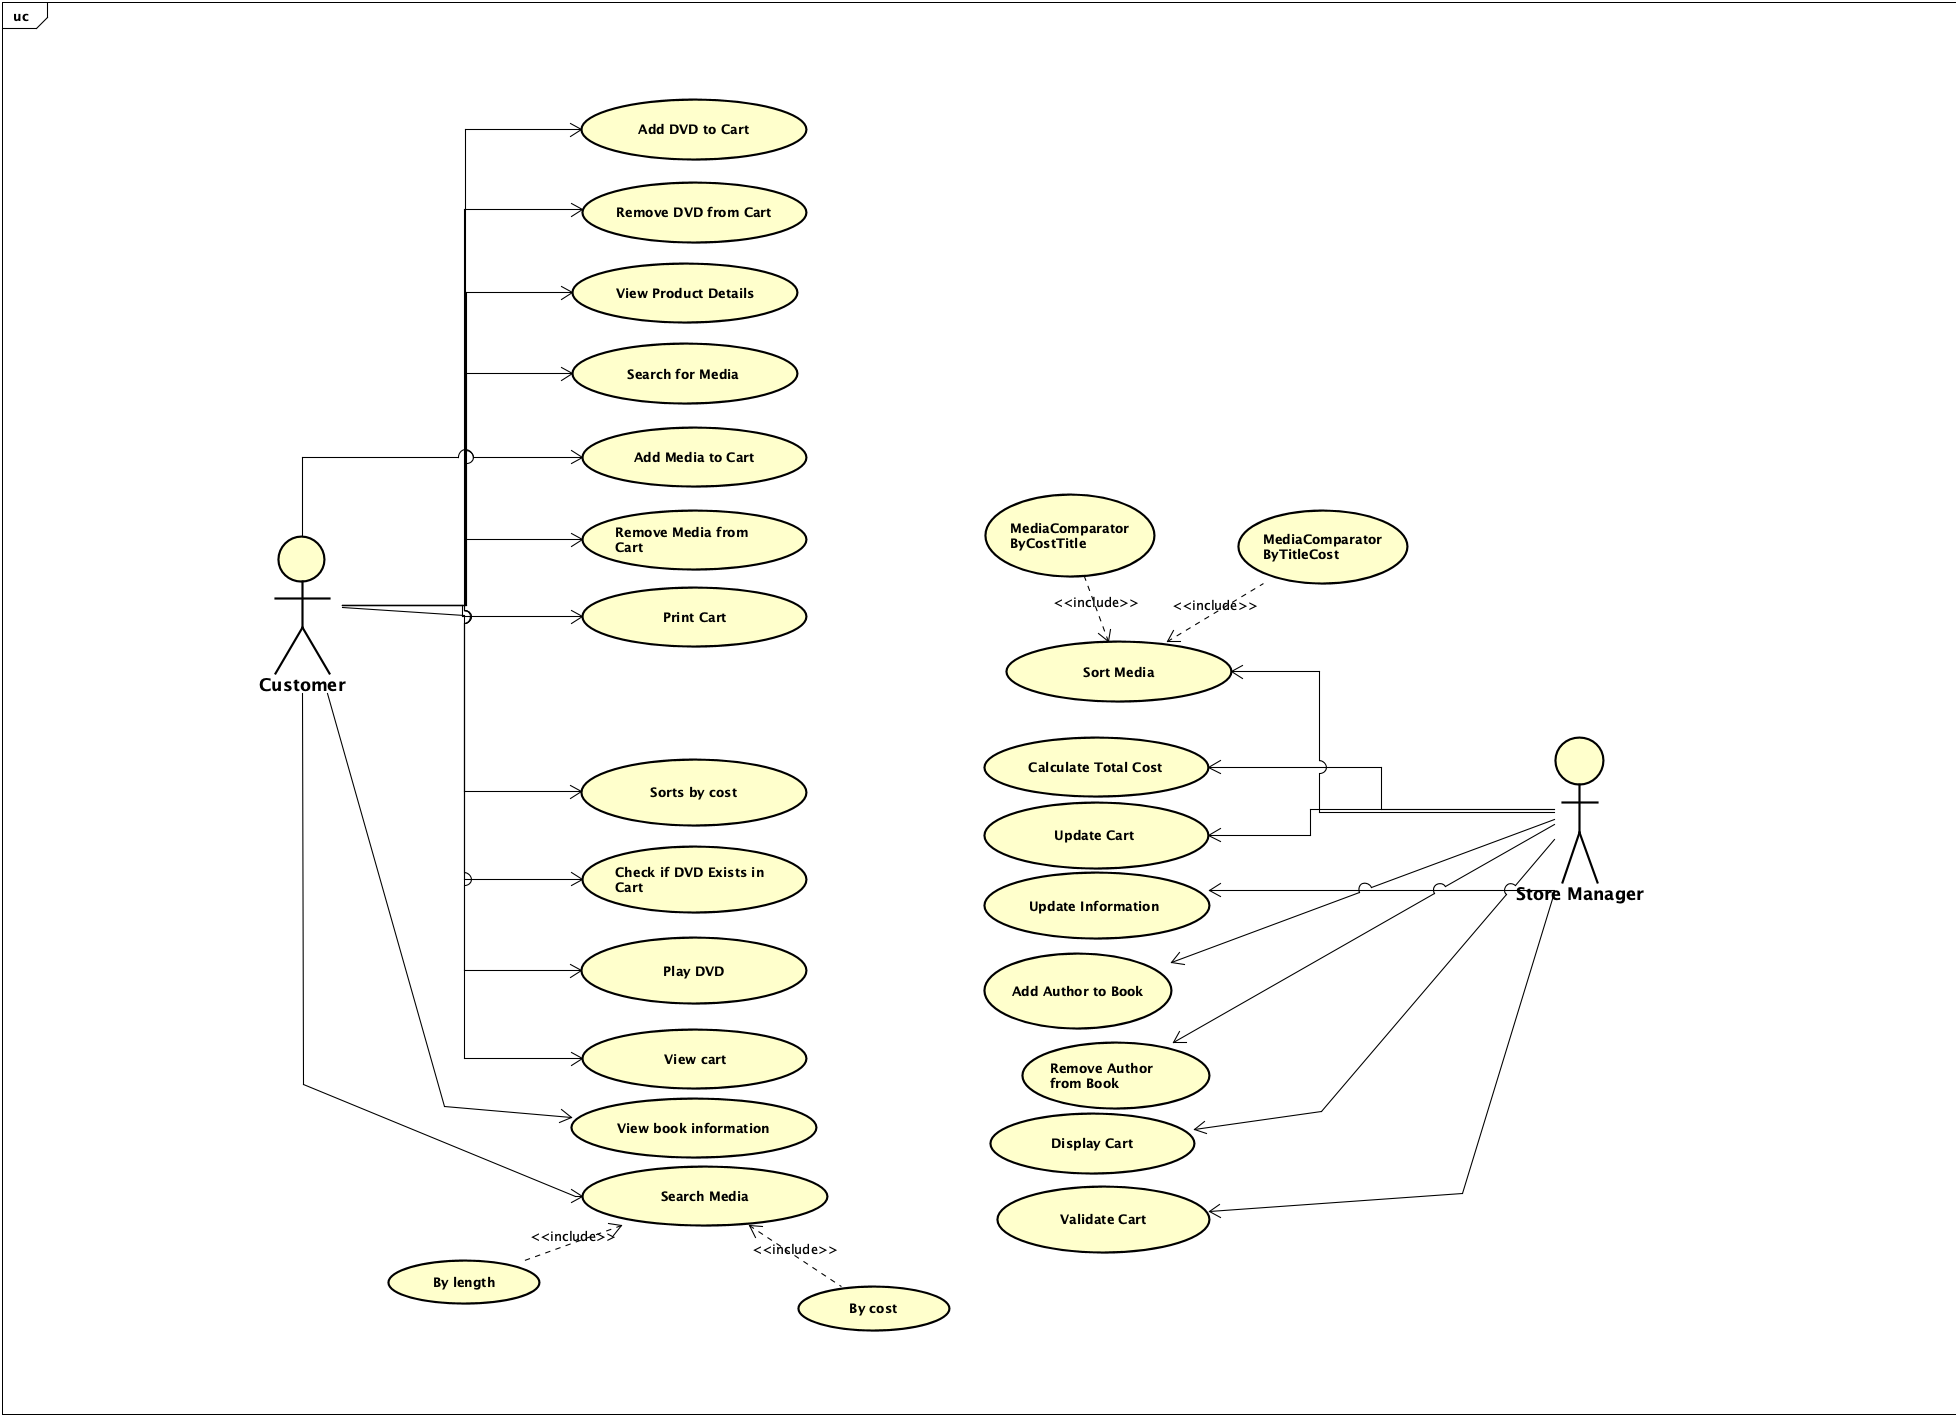 uc
Add DVD to Cart
Remove DVD from Cart
View Product Details
Search for Media
Add Media to Cart
Remove Media from
Cart
Print Cart
Customer
Sorts by cost
Check if DVD Exists in
Cart
Play DVD
View cart
View book information
Search Media
<<include>>
<<include>>
By length
By cost
MediaComparator
ByCostTitle
MediaComparator
ByTitleCost
<<include>>
<<include>>
Sort Media
Calculate Total Cost
Update Cart
Update Information
Store Manager
Add Author to Book
Remove Author
from Book
Display Cart
Validate Cart